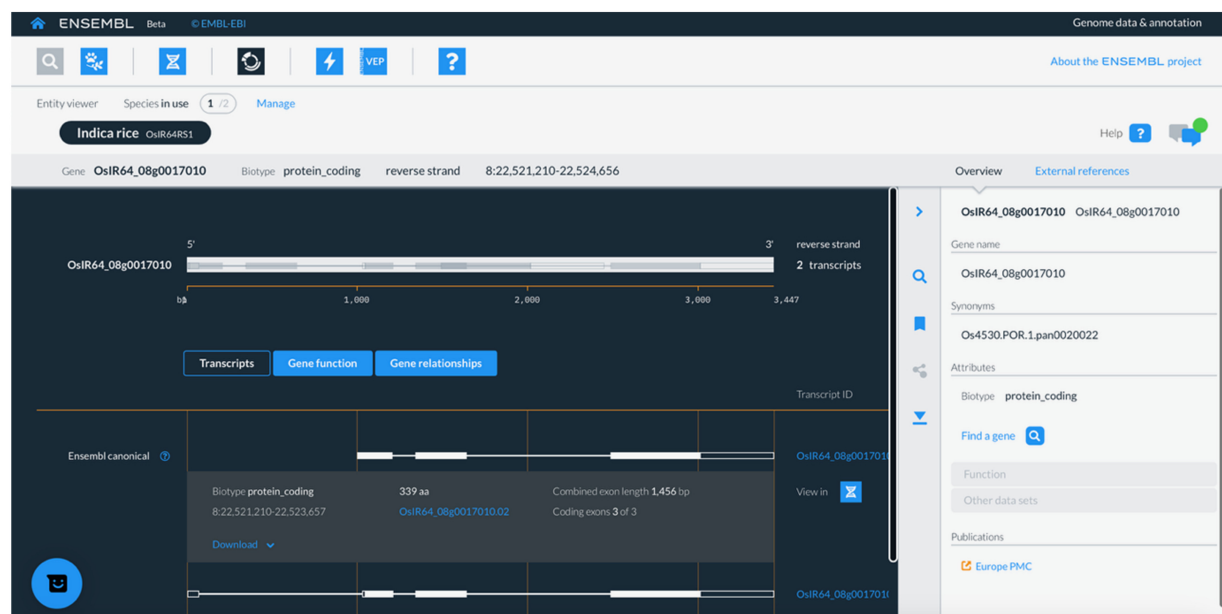 ENSEMBL Beta © EMBL-EBI Genome data & annotation
VEP ? About the ENSEMBL project
Entity viewer Species in use 1 /2 Manage
Indica rice OsIR64RS1 Help ?
Gene OsIR64_08g0017010 Biotype protein_coding reverse strand 8:22,521,210-22,524,656 Overview External references
OsIR64_08g0017010 OsIR64_08g0017010
5' 3' reverse strand
Gene name
OsIR64_08g0017010 2 transcripts
OsIR64_08g0017010
bp 1,000 2,000 3,000 3,447
Synonyms
Os4530.POR.1.pan0020022
Transcripts Gene function Gene relationships
Attributes
Transcript ID
Biotype protein_coding
Find a gene
Ensembl canonical ? OsIR64_08g001701
Function
Biotype protein_coding 339 aa Combined exon length 1,456 bp View in
Other data sets
8:22,521,210-22,523,657 OsIR64_08g0017010.02 Coding exons 3 of 3
Publications
Download
Europe PMC
OsIR64_08g001701